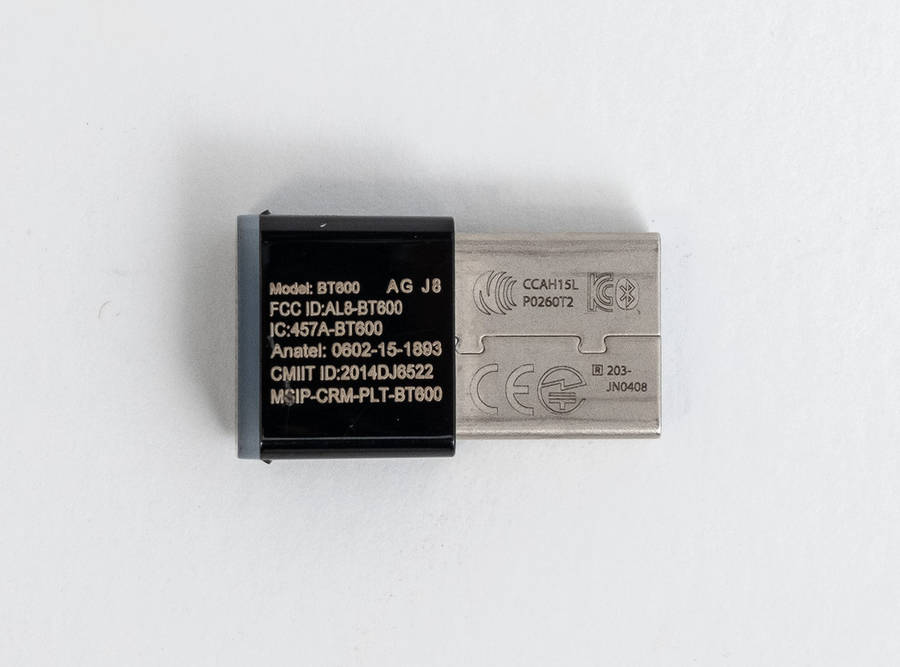 Model: BT600 AG J8
FCC ID:AL8-BT600
IC:457A-BT600
Anatel: 0602-15-1893
CMIIT ID:2014DJ6522
MSIP-CRM-PLT-BT600
CCAH15L
P0260T2
CE
R 203-
JN0408